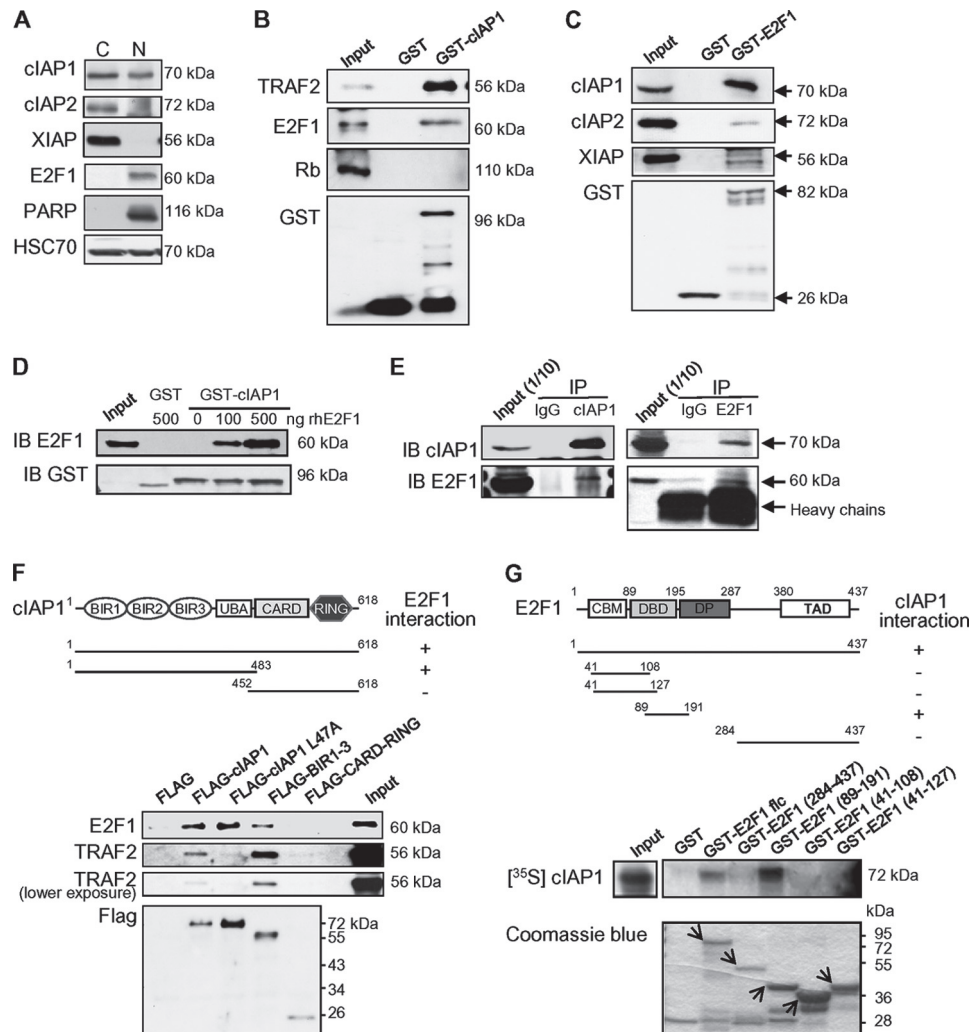 A
C N
cIAP1 70 kDa
cIAP2 72 kDa
XIAP 56 kDa
E2F1 60 kDa
PARP 116 kDa
HSC70 70 kDa
B
Input GST GST-cIAP1
TRAF2 56 kDa
E2F1 60 kDa
Rb 110 kDa
GST 96 kDa
C
Input GST GST-E2F1
cIAP1 70 kDa
cIAP2 72 kDa
XIAP 56 kDa
GST 82 kDa
26 kDa
D
Input GST GST-cIAP1
500 0 100 500 ng rhE2F1
IB E2F1 60 kDa
IB GST 96 kDa
E
Input (1/10) IP Input (1/10) IP
IgG cIAP1 IgG E2F1
IB cIAP1 70 kDa
IB E2F1 60 kDa
Heavy chains
F
cIAP1 1 BIR1 BIR2 BIR3 UBA CARD RING 618 E2F1
interaction
1 618 +
1 483 +
452 618 -
FLAG FLAG-cIAP1 FLAG-cIAP1 L47A FLAG-BIR1-3 FLAG-CARD-RING Input
E2F1 60 kDa
TRAF2 56 kDa
TRAF2 56 kDa
(lower exposure)
Flag 72 kDa
55
43
34
26
G
1 89 195 287 380 437
E2F1 CBM DBD DP TAD cIAP1
interaction
1 437 +
41 108 -
41 127 -
89 191 +
284 437 -
Input GST GST-E2F1 flc GST-E2F1 (284-437) GST-E2F1 (89-191) GST-E2F1 (41-108) GST-E2F1 (41-127)
[35S] cIAP1 72 kDa
kDa
Coomassie blue 95
72
55
36
28